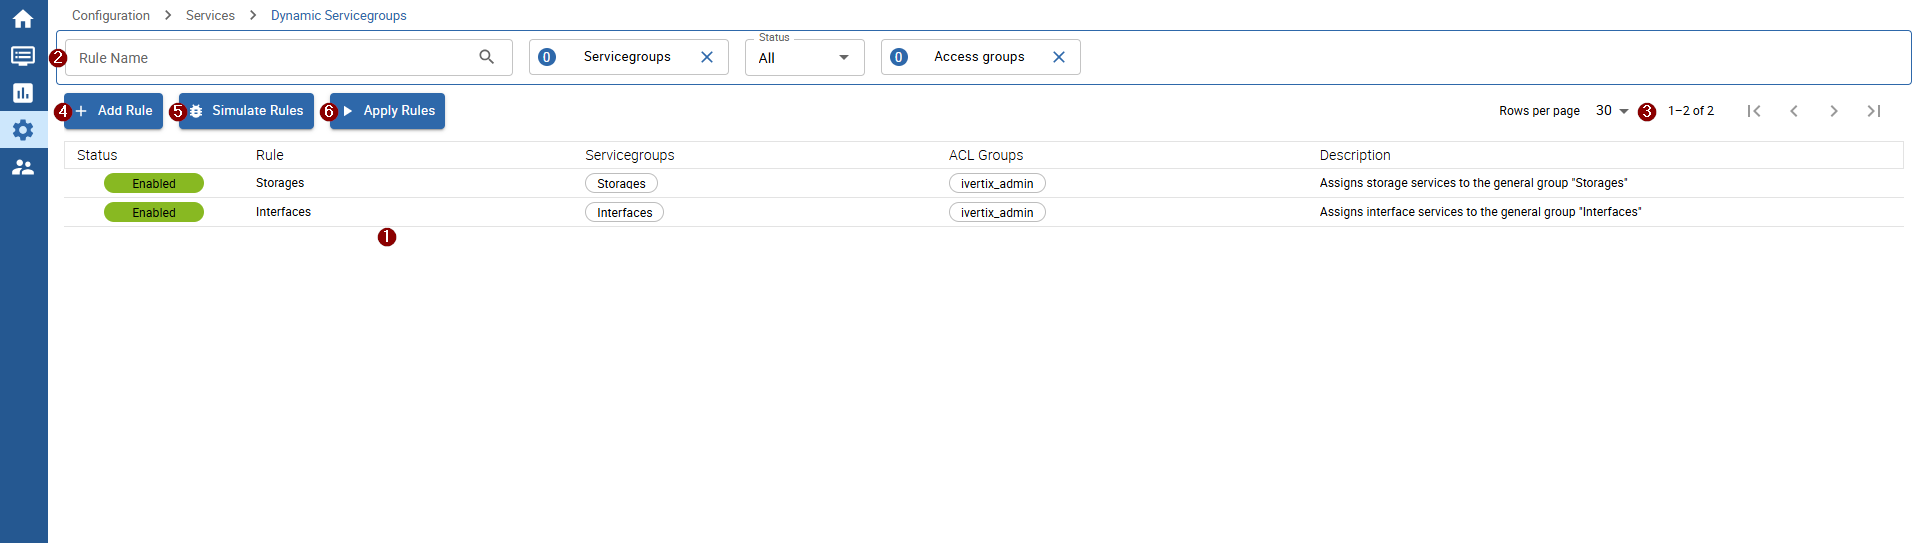 Configuration > Services > Dynamic Servicegroups
2 Rule Name 0 Servicegroups Status All 0 Access groups
4 + Add Rule 5 Simulate Rules 6 Apply Rules Rows per page 30 3 1–2 of 2
Status Rule Servicegroups ACL Groups Description
Enabled Storages Storages ivertix_admin Assigns storage services to the general group "Storages"
Enabled Interfaces Interfaces ivertix_admin Assigns interface services to the general group "Interfaces"
1